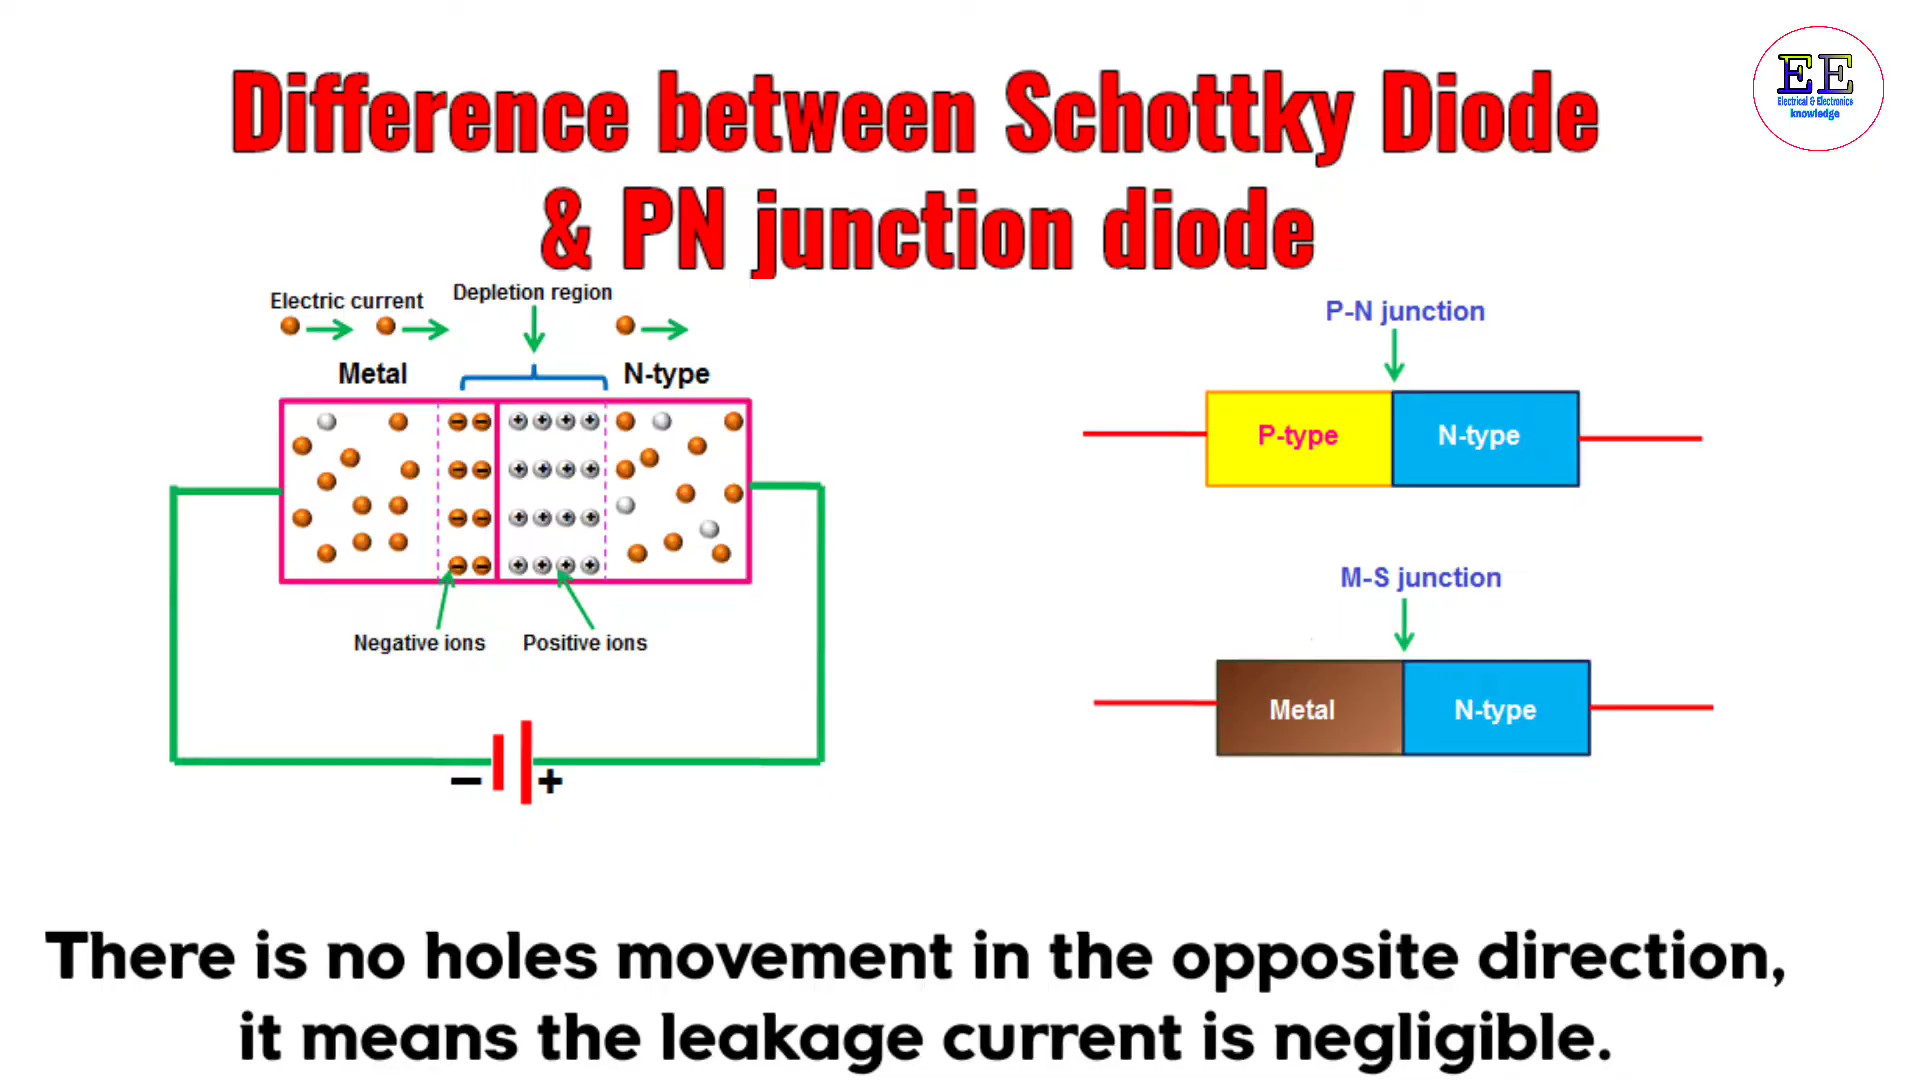 Difference between Schottky Diode
& PN junction diode
EE
Electrical & Electronics
knowledge
Electric current
Depletion region
Metal
N-type
Negative ions
Positive ions
− +
P-N junction
P-type
N-type
M-S junction
Metal
N-type
There is no holes movement in the opposite direction,
it means the leakage current is negligible.